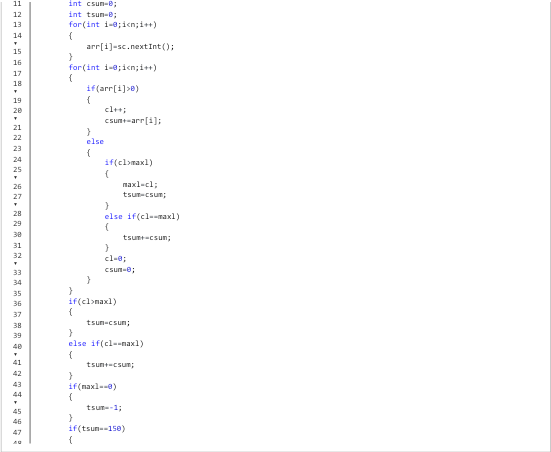 11 int csum=0;
12 int tsum=0;
13 for(int i=0;i<n;i++)
14 {
15 arr[i]=sc.nextInt();
16 }
17 for(int i=0;i<n;i++)
18 {
19 if(arr[i]>0)
20 {
21 cl++;
22 csum+=arr[i];
23 }
24 else
25 {
26 if(cl>maxl)
27 {
28 maxl=cl;
29 tsum=csum;
30 }
31 else if(cl==maxl)
32 {
33 tsum+=csum;
34 }
35 cl=0;
36 csum=0;
37 }
38 }
39 if(cl>maxl)
40 {
41 tsum=csum;
42 }
43 else if(cl==maxl)
44 {
45 tsum+=csum;
46 }
47 if(maxl==0)
48 {
tsum=-1;
}
if(tsum==150)
{